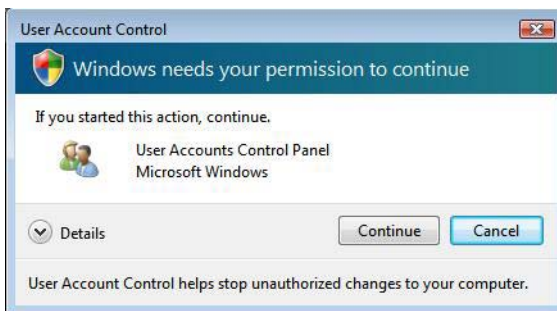 User Account Control
Windows needs your permission to continue
If you started this action, continue.
User Accounts Control Panel
Microsoft Windows
Details
Continue
Cancel
User Account Control helps stop unauthorized changes to your computer.